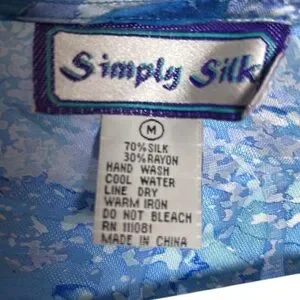 Simply Silk
M
70% SILK
30% RAYON
HAND WASH
COOL WATER
LINE DRY
WARM IRON
DO NOT BLEACH
RN 111081
MADE IN CHINA